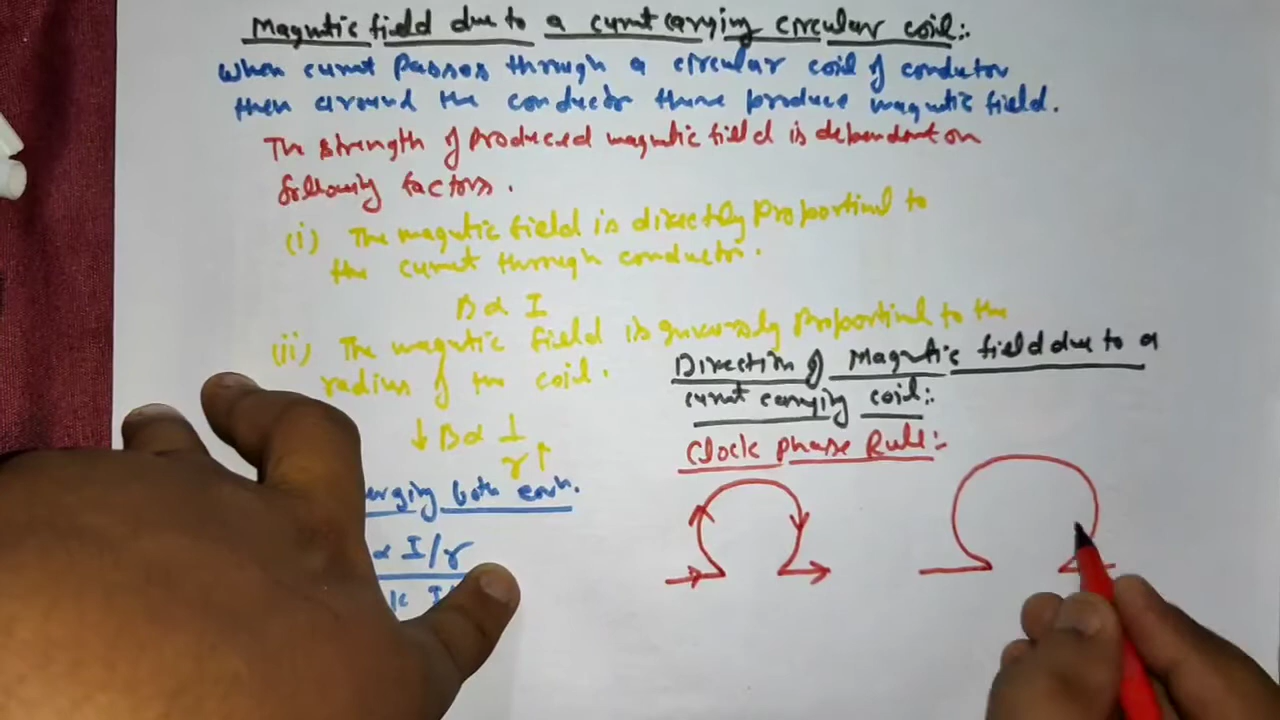 Magnetic field due to a current carrying circular coil:-
When current passes through a circular coil of conductor
then around the conductor there produce magnetic field.
The strength of produced magnetic field is dependent on
following factors.
(i) The magnetic field is directly proportional to
the current through conductor.
B ∝ I
(ii) The magnetic field is inversely proportional to the
radius of the coil.
↓ B ∝ 1/r ↑
both eqn.
∝ I/r
k I
Direction of Magnetic field due to a
current carrying coil:-
Clock phase Rule:-